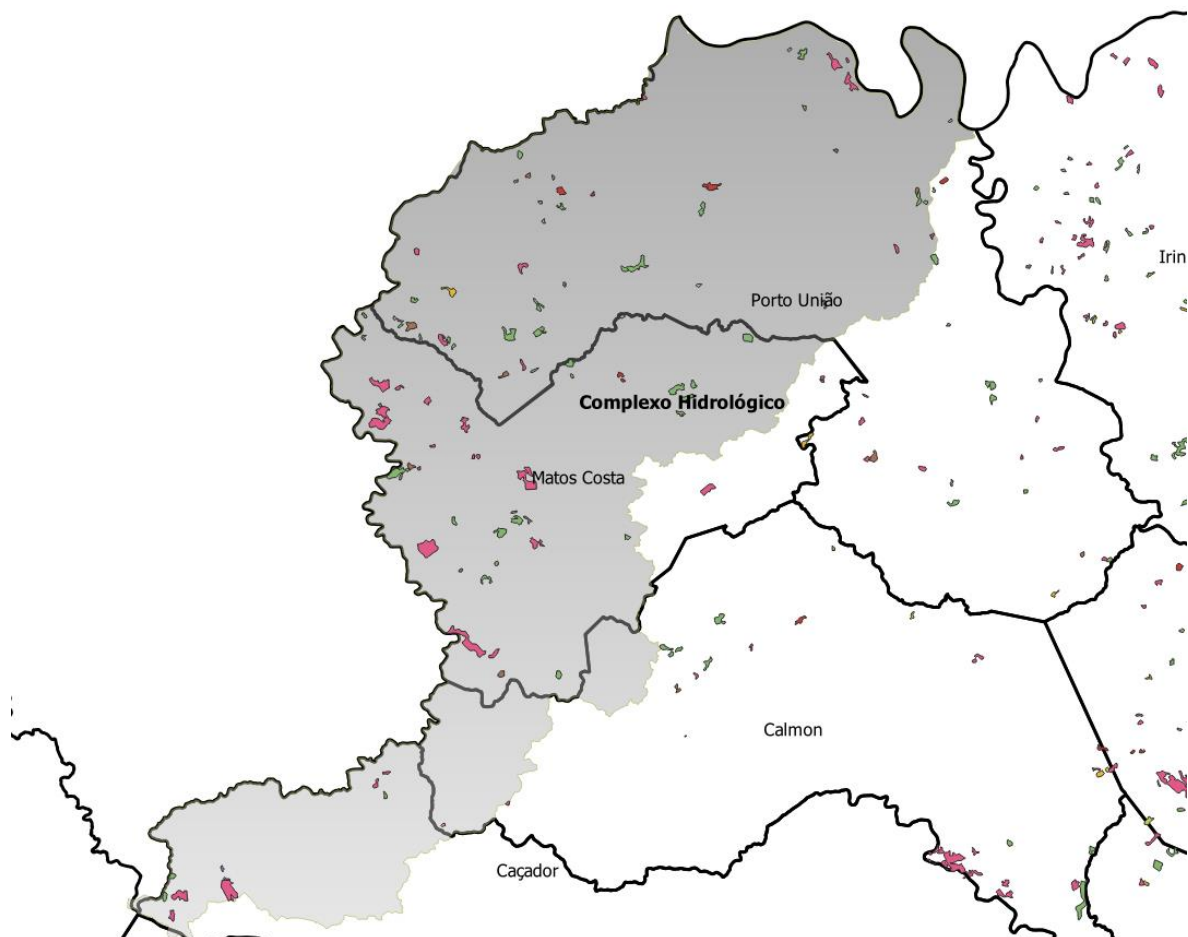 Irin
Porto União
Complexo Hidrológico
Matos Costa
Calmon
Caçador